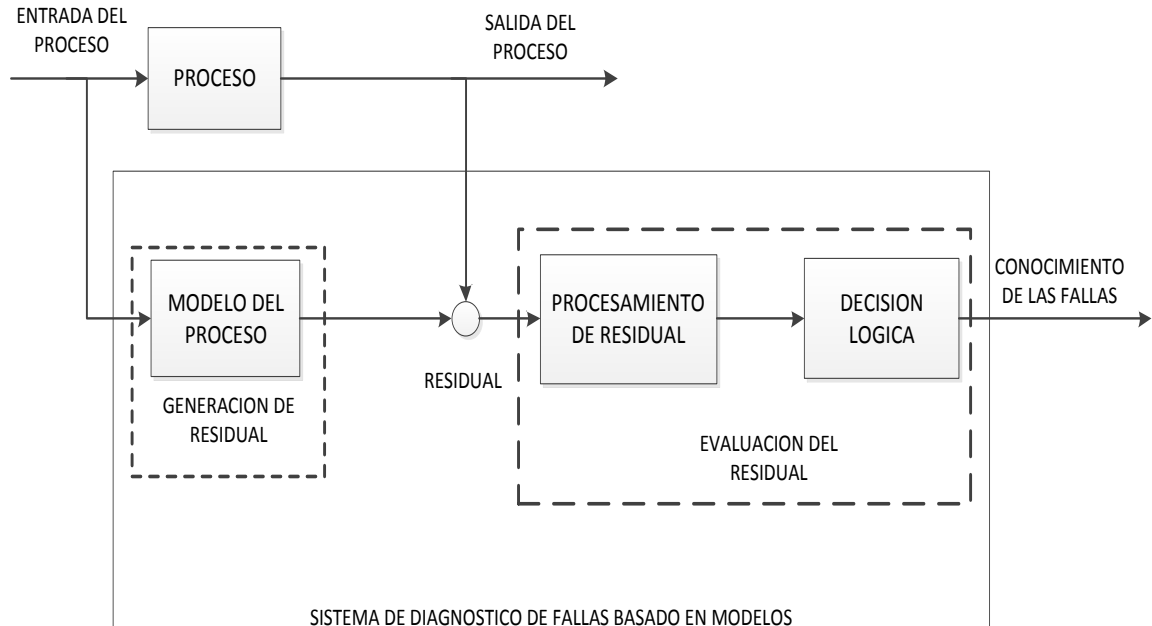 ENTRADA DEL
PROCESO
PROCESO
SALIDA DEL
PROCESO
MODELO DEL
PROCESO
GENERACION DE
RESIDUAL
RESIDUAL
PROCESAMIENTO
DE RESIDUAL
DECISION
LOGICA
EVALUACION DEL
RESIDUAL
CONOCIMIENTO
DE LAS FALLAS
SISTEMA DE DIAGNOSTICO DE FALLAS BASADO EN MODELOS